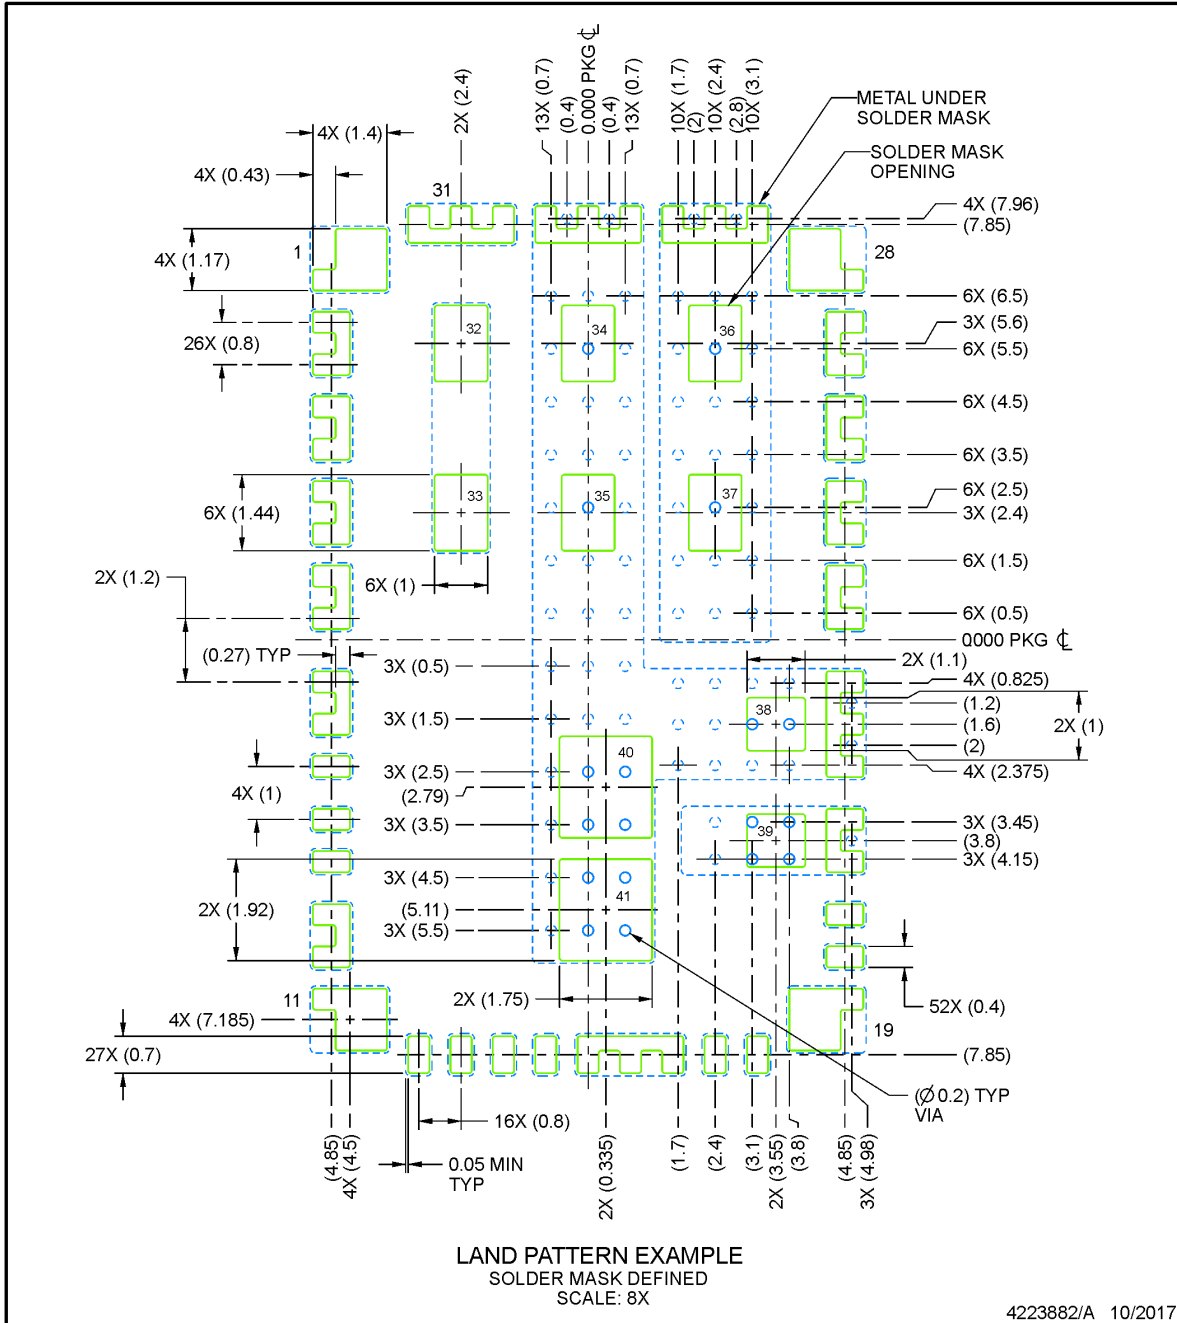 2X (2.4)
13X (0.7)
(0.4)
0.000 PKG ℄
(0.4)
13X (0.7)
10X (1.7)
(2)
10X (2.4)
(2.8)
10X (3.1)
METAL UNDER
SOLDER MASK
SOLDER MASK
OPENING
4X (1.4)
4X (0.43)
31
4X (7.96)
(7.85)
1
28
4X (1.17)
6X (6.5)
32
34
36
3X (5.6)
26X (0.8)
6X (5.5)
6X (4.5)
6X (3.5)
33
35
37
6X (2.5)
6X (1.44)
3X (2.4)
6X (1.5)
2X (1.2)
6X (1)
6X (0.5)
0000 PKG ℄
(0.27) TYP
3X (0.5)
2X (1.1)
4X (0.825)
38
(1.2)
3X (1.5)
(1.6)
2X (1)
(2)
40
3X (2.5)
4X (2.375)
4X (1)
(2.79)
3X (3.5)
39
3X (3.45)
(3.8)
3X (4.15)
3X (4.5)
2X (1.92)
(5.11)
41
3X (5.5)
11
2X (1.75)
19
52X (0.4)
4X (7.185)
27X (0.7)
(7.85)
(Ø 0.2) TYP
VIA
16X (0.8)
0.05 MIN
TYP
(4.85)
4X (4.5)
2X (0.335)
(1.7)
(2.4)
(3.1)
2X (3.55)
(3.8)
(4.85)
3X (4.98)
LAND PATTERN EXAMPLE
SOLDER MASK DEFINED
SCALE: 8X
4223882/A 10/2017